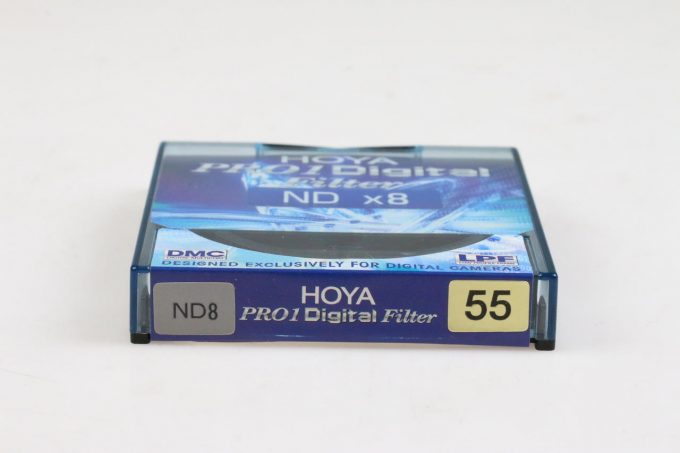 HOYA
PRO1 Digital
Filter
ND x8
DMC
LPF
DESIGNED EXCLUSIVELY FOR DIGITAL CAMERAS
ND8
HOYA
PRO1 Digital Filter
55